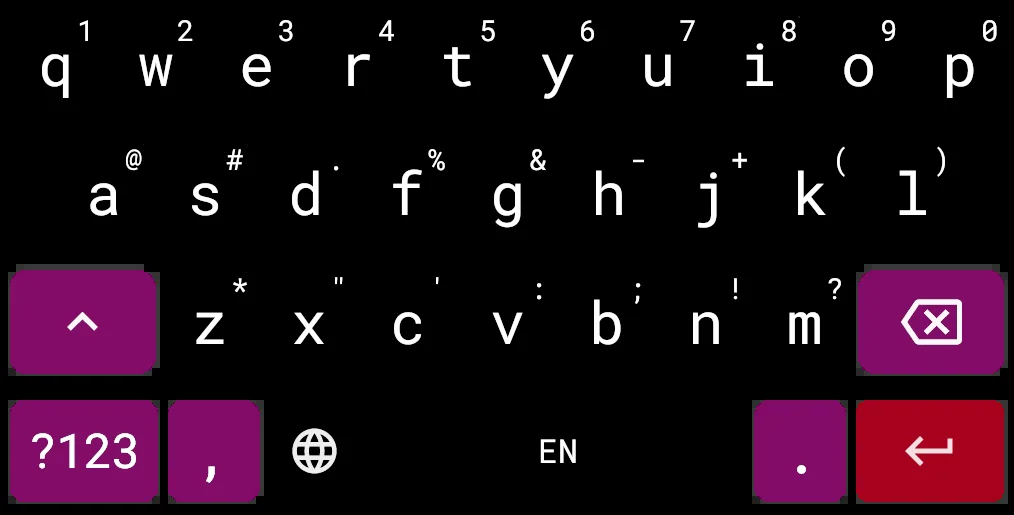 1 2 3 4 5 6 7 8 9 0
q w e r t y u i o p
@ # . % & - + ( )
a s d f g h j k l
* " ' : ; ! ?
z x c v b n m
?123 , EN .